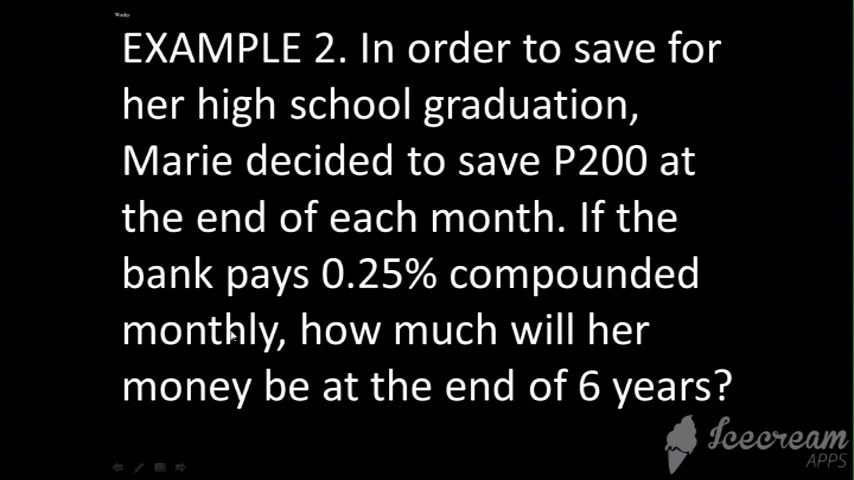 EXAMPLE 2. In order to save for
her high school graduation,
Marie decided to save P200 at
the end of each month. If the
bank pays 0.25% compounded
monthly, how much will her
money be at the end of 6 years?
Icecream
APPS